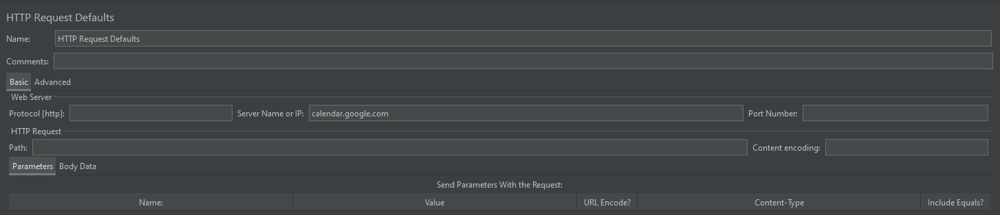 HTTP Request Defaults
Name: HTTP Request Defaults
Comments:
Basic Advanced
Web Server
Protocol [http]: Server Name or IP: calendar.google.com Port Number:
HTTP Request
Path: Content encoding:
Parameters Body Data
Send Parameters With the Request:
Name: Value URL Encode? Content-Type Include Equals?